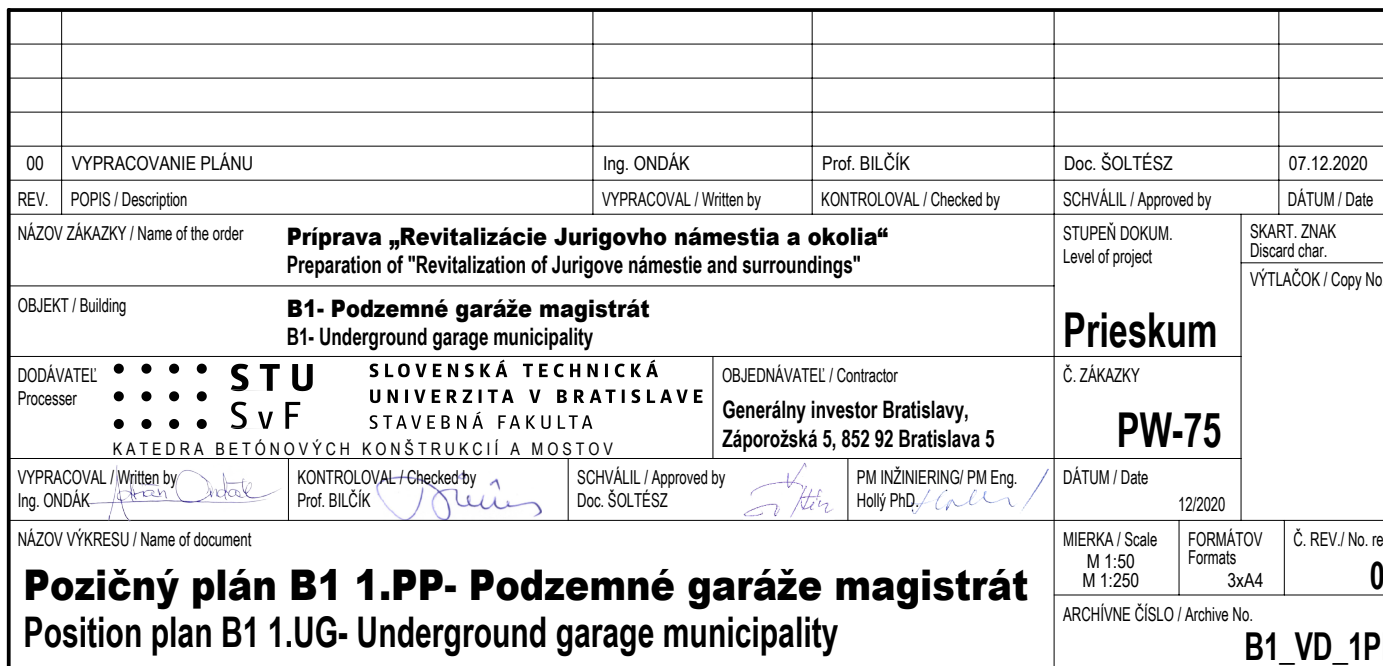 00 VYPRACOVANIE PLÁNU Ing. ONDÁK Prof. BILČÍK Doc. ŠOLTÉSZ 07.12.2020
REV. POPIS / Description VYPRACOVAL / Written by KONTROLOVAL / Checked by SCHVÁLIL / Approved by DÁTUM / Date
NÁZOV ZÁKAZKY / Name of the order
Príprava „Revitalizácie Jurigovho námestia a okolia“
Preparation of "Revitalization of Jurigove námestie and surroundings"
STUPEŇ DOKUM.
Level of project
Prieskum
SKART. ZNAK
Discard char.
VÝTLAČOK / Copy No.
OBJEKT / Building
B1- Podzemné garáže magistrát
B1- Underground garage municipality
DODÁVATEĽ
Processer
STU
SvF
SLOVENSKÁ TECHNICKÁ
UNIVERZITA V BRATISLAVE
STAVEBNÁ FAKULTA
KATEDRA BETÓNOVÝCH KONŠTRUKCIÍ A MOSTOV
OBJEDNÁVATEĽ / Contractor
Generálny investor Bratislavy,
Záporožská 5, 852 92 Bratislava 5
Č. ZÁKAZKY
PW-75
VYPRACOVAL / Written by
Ing. ONDÁK
KONTROLOVAL / Checked by
Prof. BILČÍK
SCHVÁLIL / Approved by
Doc. ŠOLTÉSZ
PM INŽINIERING/ PM Eng.
Hollý PhD.
DÁTUM / Date
12/2020
NÁZOV VÝKRESU / Name of document
Pozičný plán B1 1.PP- Podzemné garáže magistrát
Position plan B1 1.UG- Underground garage municipality
MIERKA / Scale
M 1:50
M 1:250
FORMÁTOV
Formats
3xA4
Č. REV./ No. re
0
ARCHÍVNE ČÍSLO / Archive No.
B1_VD_1P